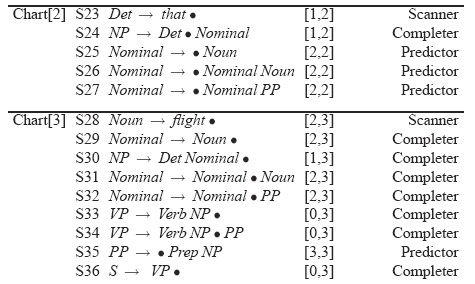 Chart[2] S23 Det → that • [1,2] Scanner
S24 NP → Det • Nominal [1,2] Completer
S25 Nominal → • Noun [2,2] Predictor
S26 Nominal → • Nominal Noun [2,2] Predictor
S27 Nominal → • Nominal PP [2,2] Predictor
Chart[3] S28 Noun → flight • [2,3] Scanner
S29 Nominal → Noun • [2,3] Completer
S30 NP → Det Nominal • [1,3] Completer
S31 Nominal → Nominal • Noun [2,3] Completer
S32 Nominal → Nominal • PP [2,3] Completer
S33 VP → Verb NP • [0,3] Completer
S34 VP → Verb NP • PP [0,3] Completer
S35 PP → • Prep NP [3,3] Predictor
S36 S → VP • [0,3] Completer